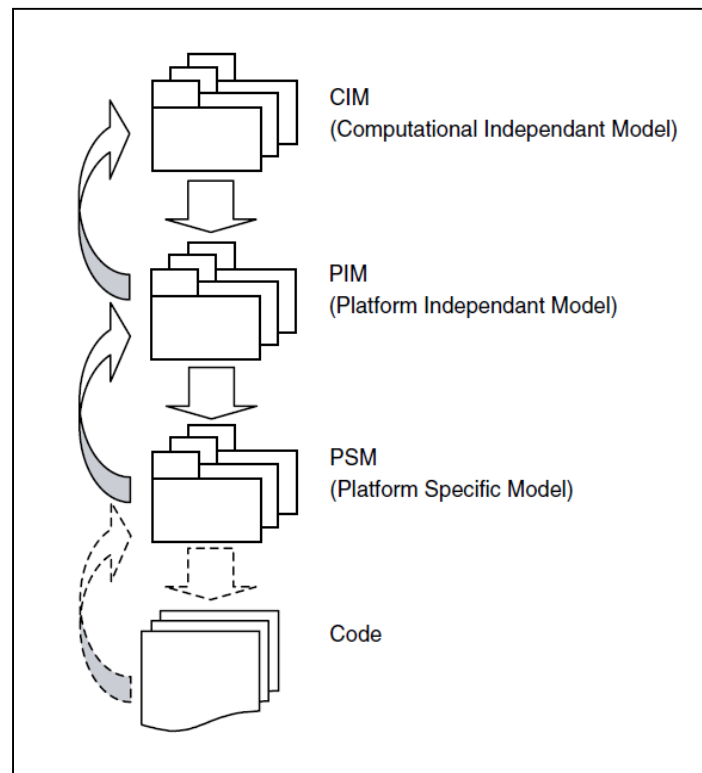 CIM
(Computational Independant Model)
PIM
(Platform Independant Model)
PSM
(Platform Specific Model)
Code